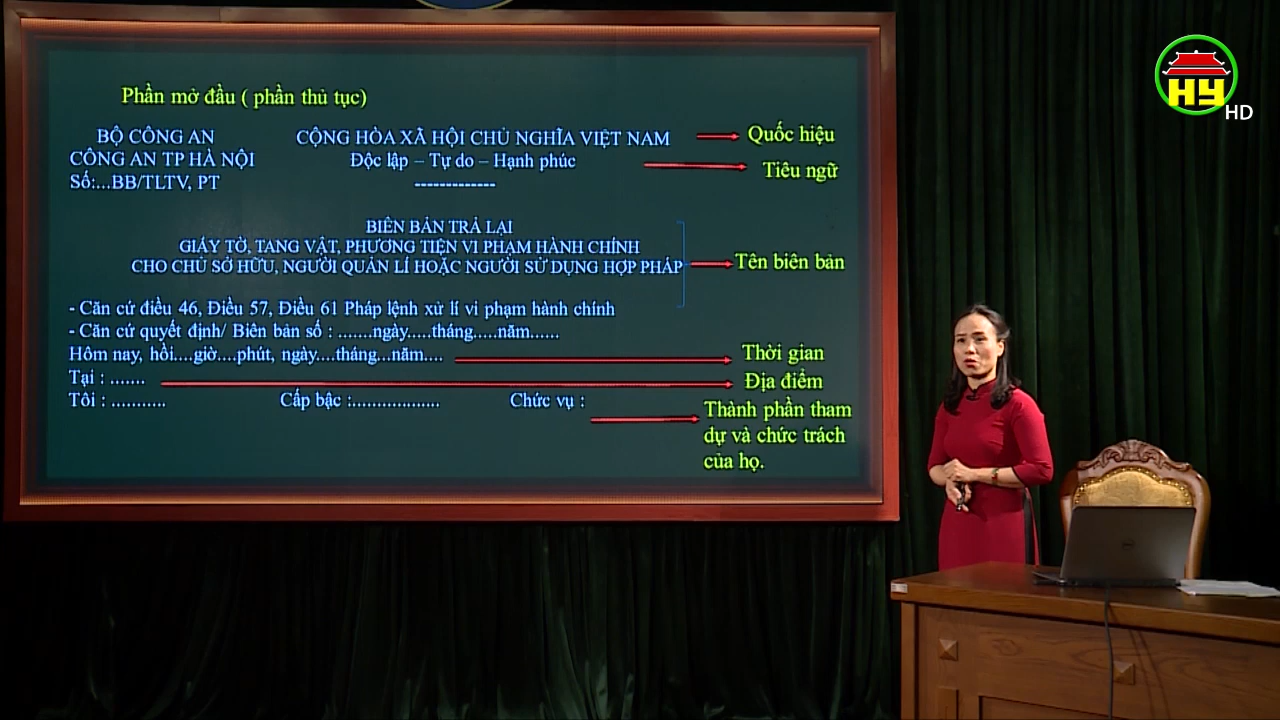 Phần mở đầu ( phần thủ tục)
BỘ CÔNG AN
CỘNG HÒA XÃ HỘI CHỦ NGHĨA VIỆT NAM
Quốc hiệu
CÔNG AN TP HÀ NỘI
Độc lập – Tự do – Hạnh phúc
Tiêu ngữ
Số:...BB/TLTV, PT
-------------
BIÊN BẢN TRẢ LẠI
GIẤY TỜ, TANG VẬT, PHƯƠNG TIỆN VI PHẠM HÀNH CHÍNH
CHO CHỦ SỞ HỮU, NGƯỜI QUẢN LÍ HOẶC NGƯỜI SỬ DỤNG HỢP PHÁP
Tên biên bản
- Căn cứ điều 46, Điều 57, Điều 61 Pháp lệnh xử lí vi phạm hành chính
- Căn cứ quyết định/ Biên bản số : .......ngày.....tháng.....năm......
Hôm nay, hồi....giờ....phút, ngày....tháng...năm....
Thời gian
Tại : .......
Địa điểm
Tôi : ........... Cấp bậc :................. Chức vụ :
Thành phần tham
dự và chức trách
của họ.
HY
HD
DELL